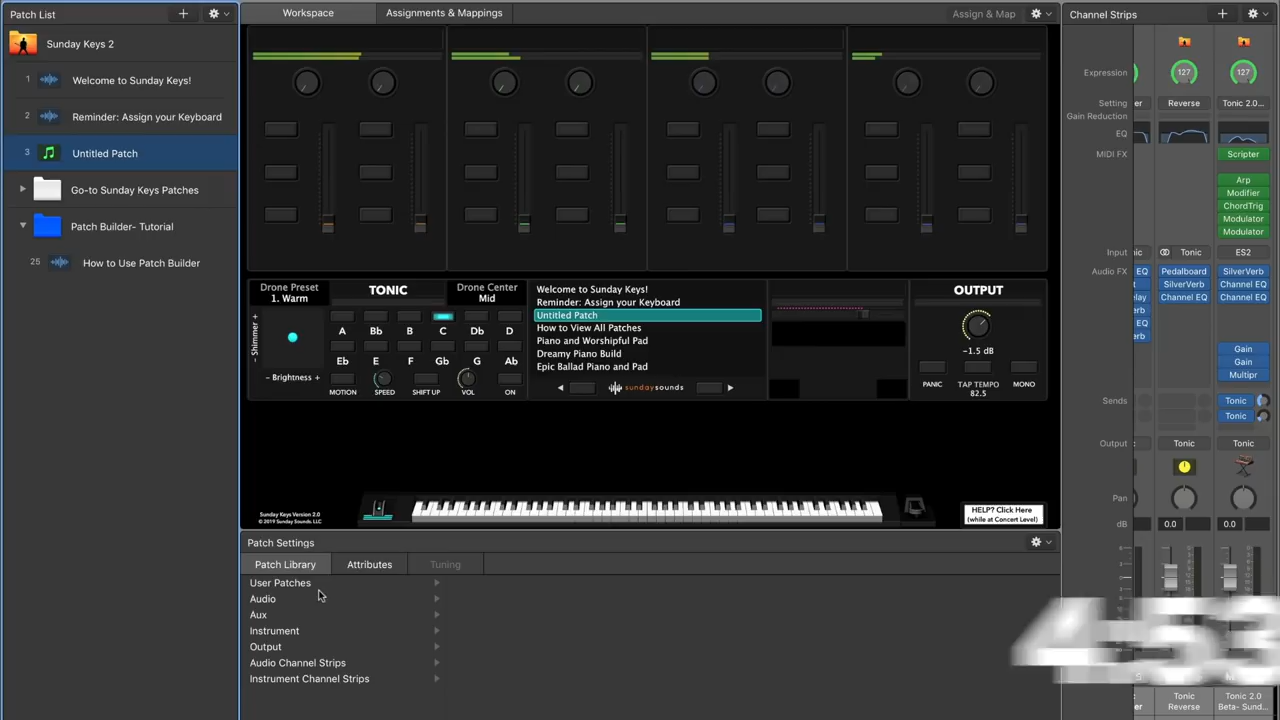 Patch List
Sunday Keys 2
1 Welcome to Sunday Keys!
2 Reminder: Assign your Keyboard
3 Untitled Patch
Go-to Sunday Keys Patches
Patch Builder- Tutorial
25 How to Use Patch Builder
Workspace Assignments & Mappings Assign & Map
Drone Preset
1. Warm
TONIC
Drone Center
Mid
- Shimmer +
A Bb B C Db D
Eb E F Gb G Ab
- Brightness +
MOTION SPEED SHIFT UP VOL ON
Welcome to Sunday Keys!
Reminder: Assign your Keyboard
Untitled Patch
How to View All Patches
Piano and Worshipful Pad
Dreamy Piano Build
Epic Ballad Piano and Pad
sundaysounds
OUTPUT
-1.5 dB
PANIC TAP TEMPO MONO
82.5
Sunday Keys Version 2.0
© 2019 Sunday Sounds, LLC
HELP? Click Here
(while at Concert Level)
Patch Settings
Patch Library Attributes Tuning
User Patches
Audio
Aux
Instrument
Output
Audio Channel Strips
Instrument Channel Strips
Channel Strips
Expression 127 127
Setting er Reverse Tonic 2.0...
Gain Reduction
EQ
MIDI FX Scripter
Arp
Modifier
ChordTrig
Modulator
Modulator
Input ic Tonic ES2
Audio FX EQ Pedalboard SilverVerb
SilverVerb Channel EQ
elay Channel EQ Channel EQ
erb
EQ
erb
Gain
Gain
Multipr
Sends Tonic
Tonic
Output Tonic Tonic
Pan
dB 0.0 0.0
4-53
Tonic
Reverse
Tonic 2.0
Beta- Sund...